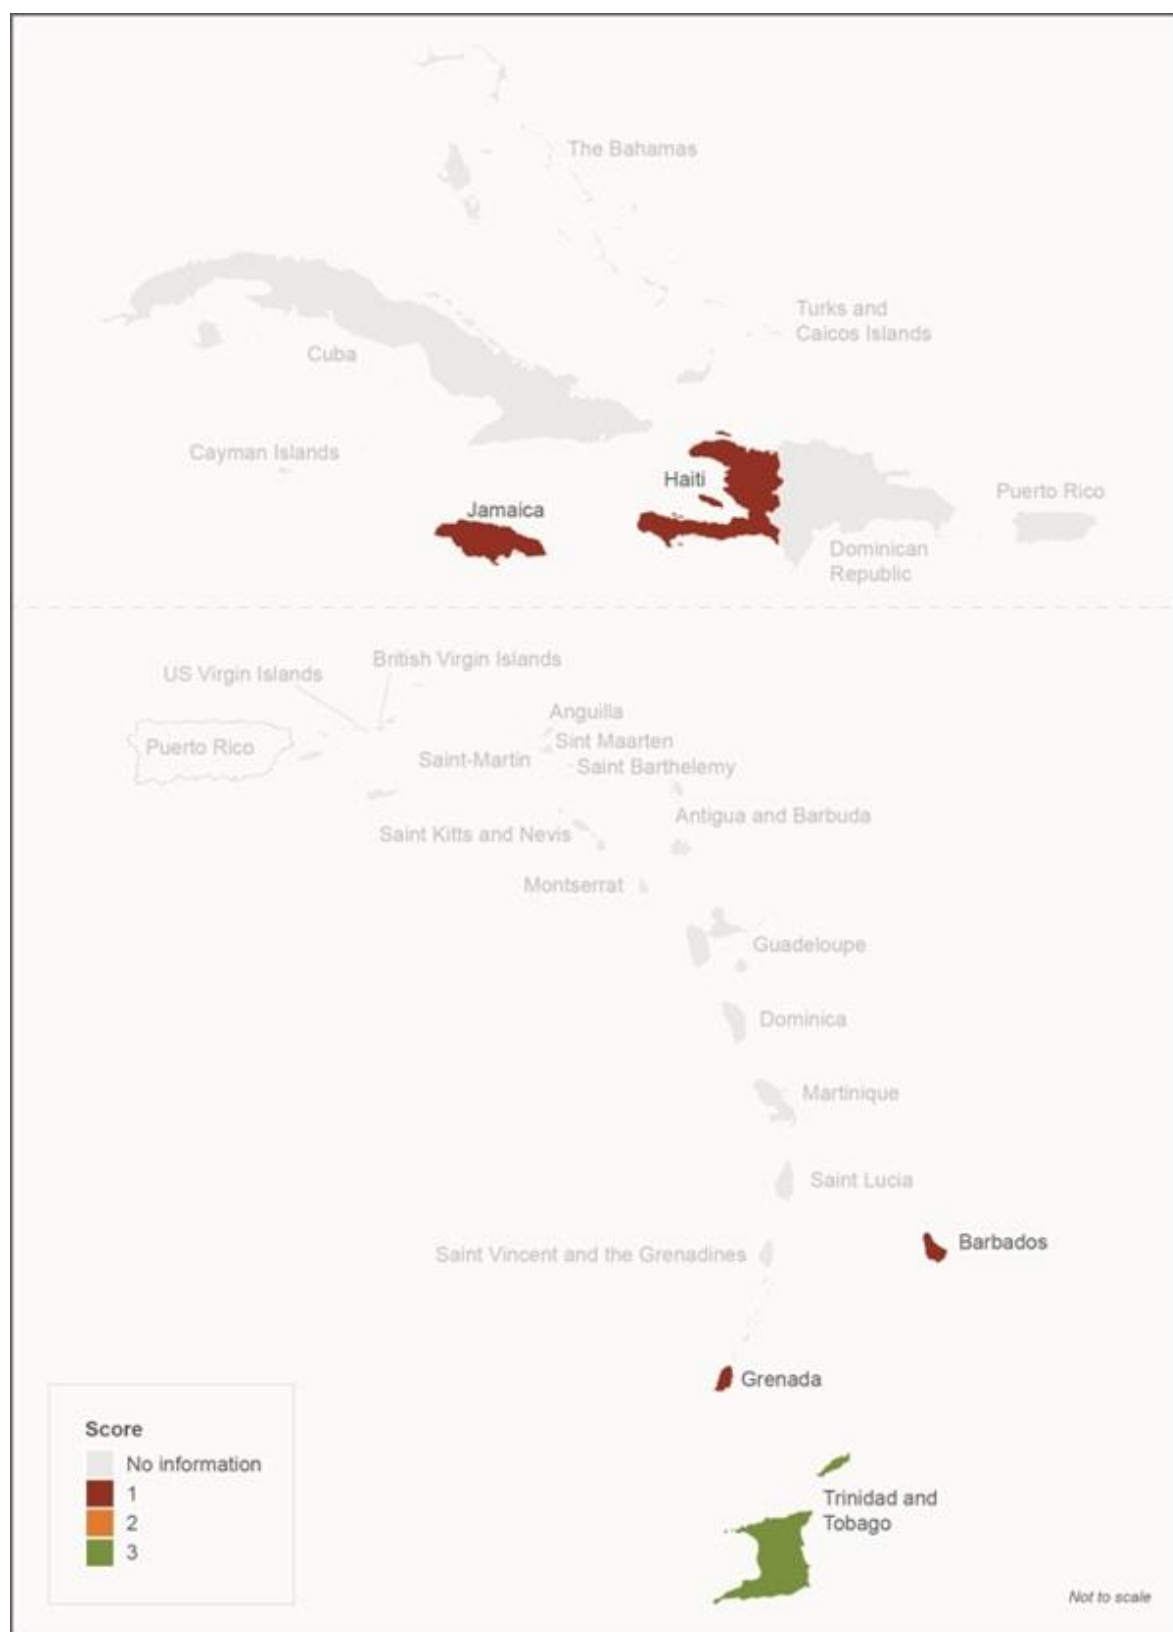 The Bahamas
Turks and
Caicos Islands
Cuba
Cayman Islands
Haiti
Puerto Rico
Jamaica
Dominican
Republic
British Virgin Islands
US Virgin Islands
Anguilla
Puerto Rico
Sint Maarten
Saint-Martin
Saint Barthelemy
Antigua and Barbuda
Saint Kitts and Nevis
Montserrat
Guadeloupe
Dominica
Martinique
Saint Lucia
Barbados
Saint Vincent and the Grenadines
Grenada
Score
No information
1
2
3
Trinidad and
Tobago
Not to scale